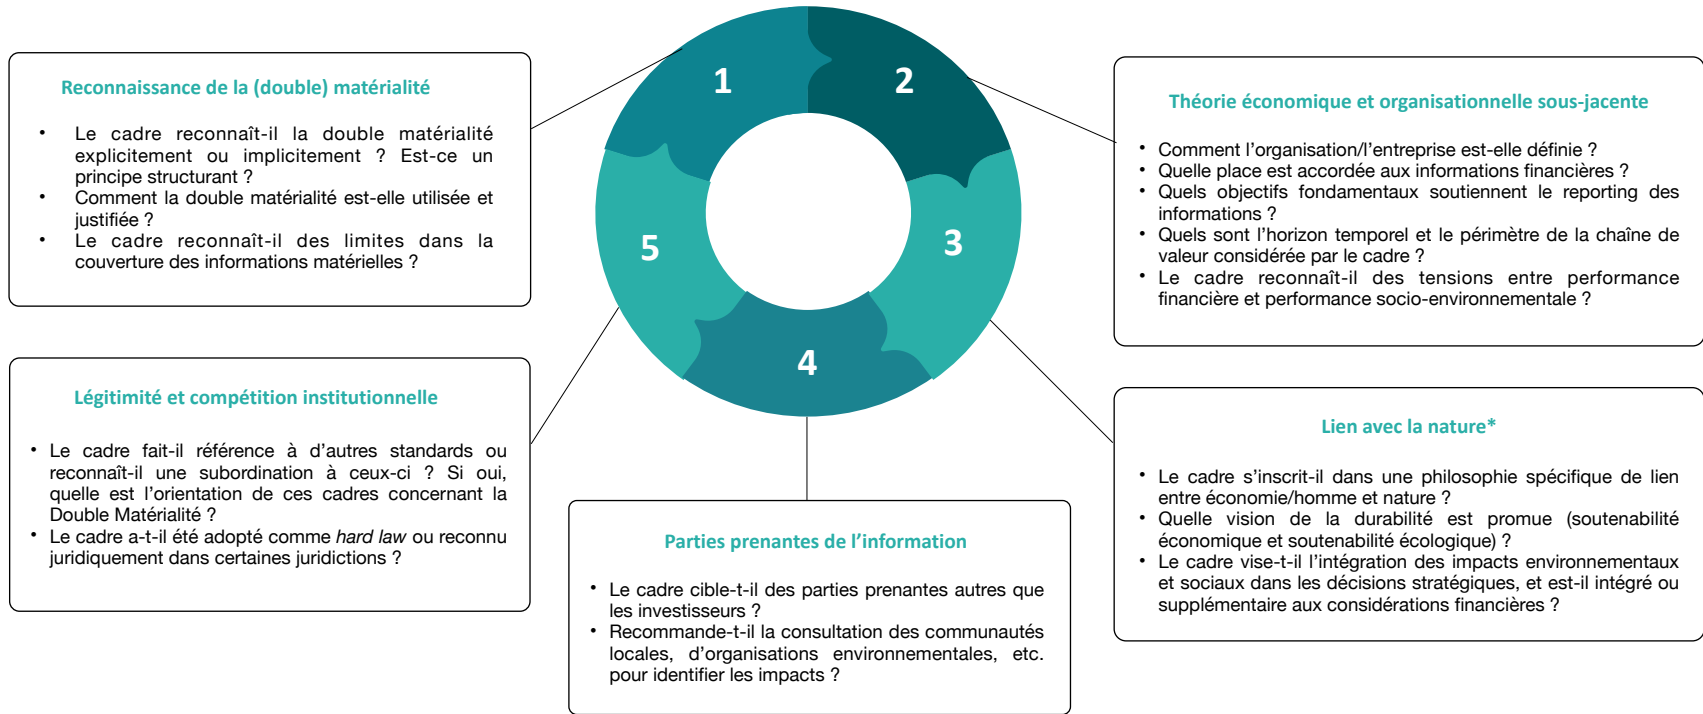 1
2
3
4
5
Reconnaissance de la (double) matérialité
• Le cadre reconnaît-il la double matérialité
explicitement ou implicitement ? Est-ce un
principe structurant ?
• Comment la double matérialité est-elle utilisée et
justifiée ?
• Le cadre reconnaît-il des limites dans la
couverture des informations matérielles ?
Théorie économique et organisationnelle sous-jacente
• Comment l'organisation/l'entreprise est-elle définie ?
• Quelle place est accordée aux informations financières ?
• Quels objectifs fondamentaux soutiennent le reporting des
informations ?
• Quels sont l'horizon temporel et le périmètre de la chaîne de
valeur considérée par le cadre ?
• Le cadre reconnaît-il des tensions entre performance
financière et performance socio-environnementale ?
Lien avec la nature*
• Le cadre s'inscrit-il dans une philosophie spécifique de lien
entre économie/homme et nature ?
• Quelle vision de la durabilité est promue (soutenabilité
économique et soutenabilité écologique) ?
• Le cadre vise-t-il l'intégration des impacts environnementaux
et sociaux dans les décisions stratégiques, et est-il intégré ou
supplémentaire aux considérations financières ?
Parties prenantes de l'information
• Le cadre cible-t-il des parties prenantes autres que
les investisseurs ?
• Recommande-t-il la consultation des communautés
locales, d'organisations environnementales, etc.
pour identifier les impacts ?
Légitimité et compétition institutionnelle
• Le cadre fait-il référence à d'autres standards ou
reconnaît-il une subordination à ceux-ci ? Si oui,
quelle est l'orientation de ces cadres concernant la
Double Matérialité ?
• Le cadre a-t-il été adopté comme hard law ou reconnu
juridiquement dans certaines juridictions ?